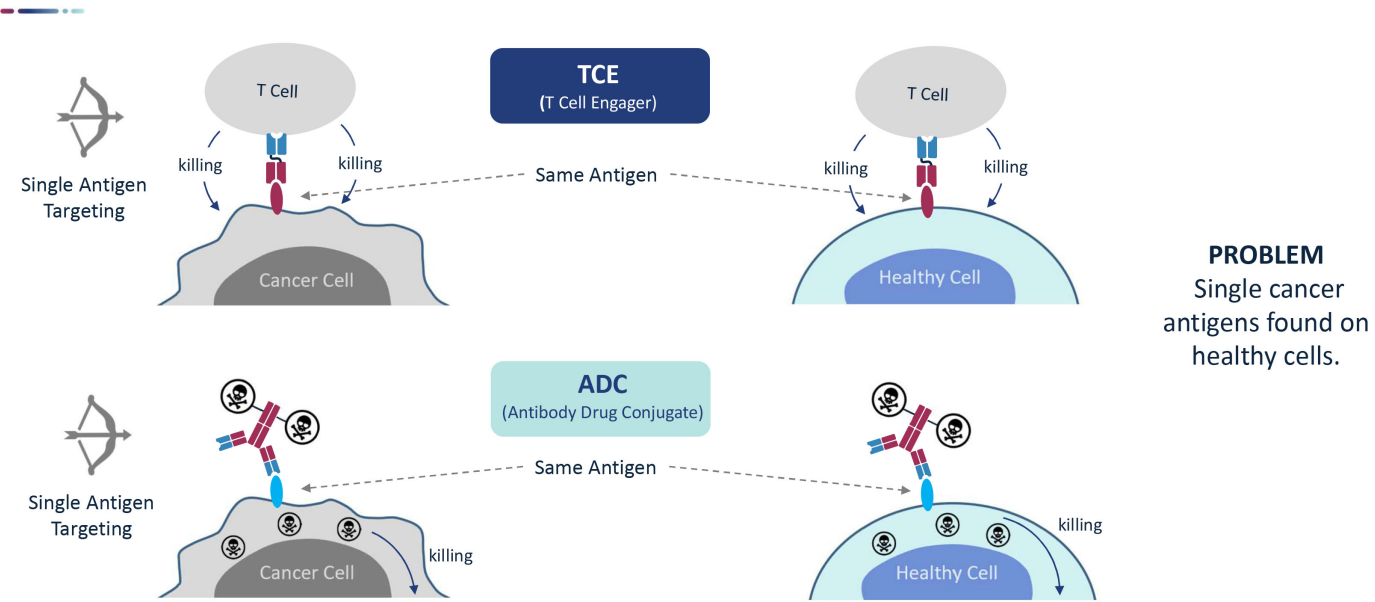 T Cell
TCE
(T Cell Engager)
T Cell
killing
killing
Same Antigen
killing
killing
Single Antigen
Targeting
Cancer Cell
Healthy Cell
PROBLEM
Single cancer
antigens found on
healthy cells.
ADC
(Antibody Drug Conjugate)
Same Antigen
Single Antigen
Targeting
killing
killing
Cancer Cell
Healthy Cell